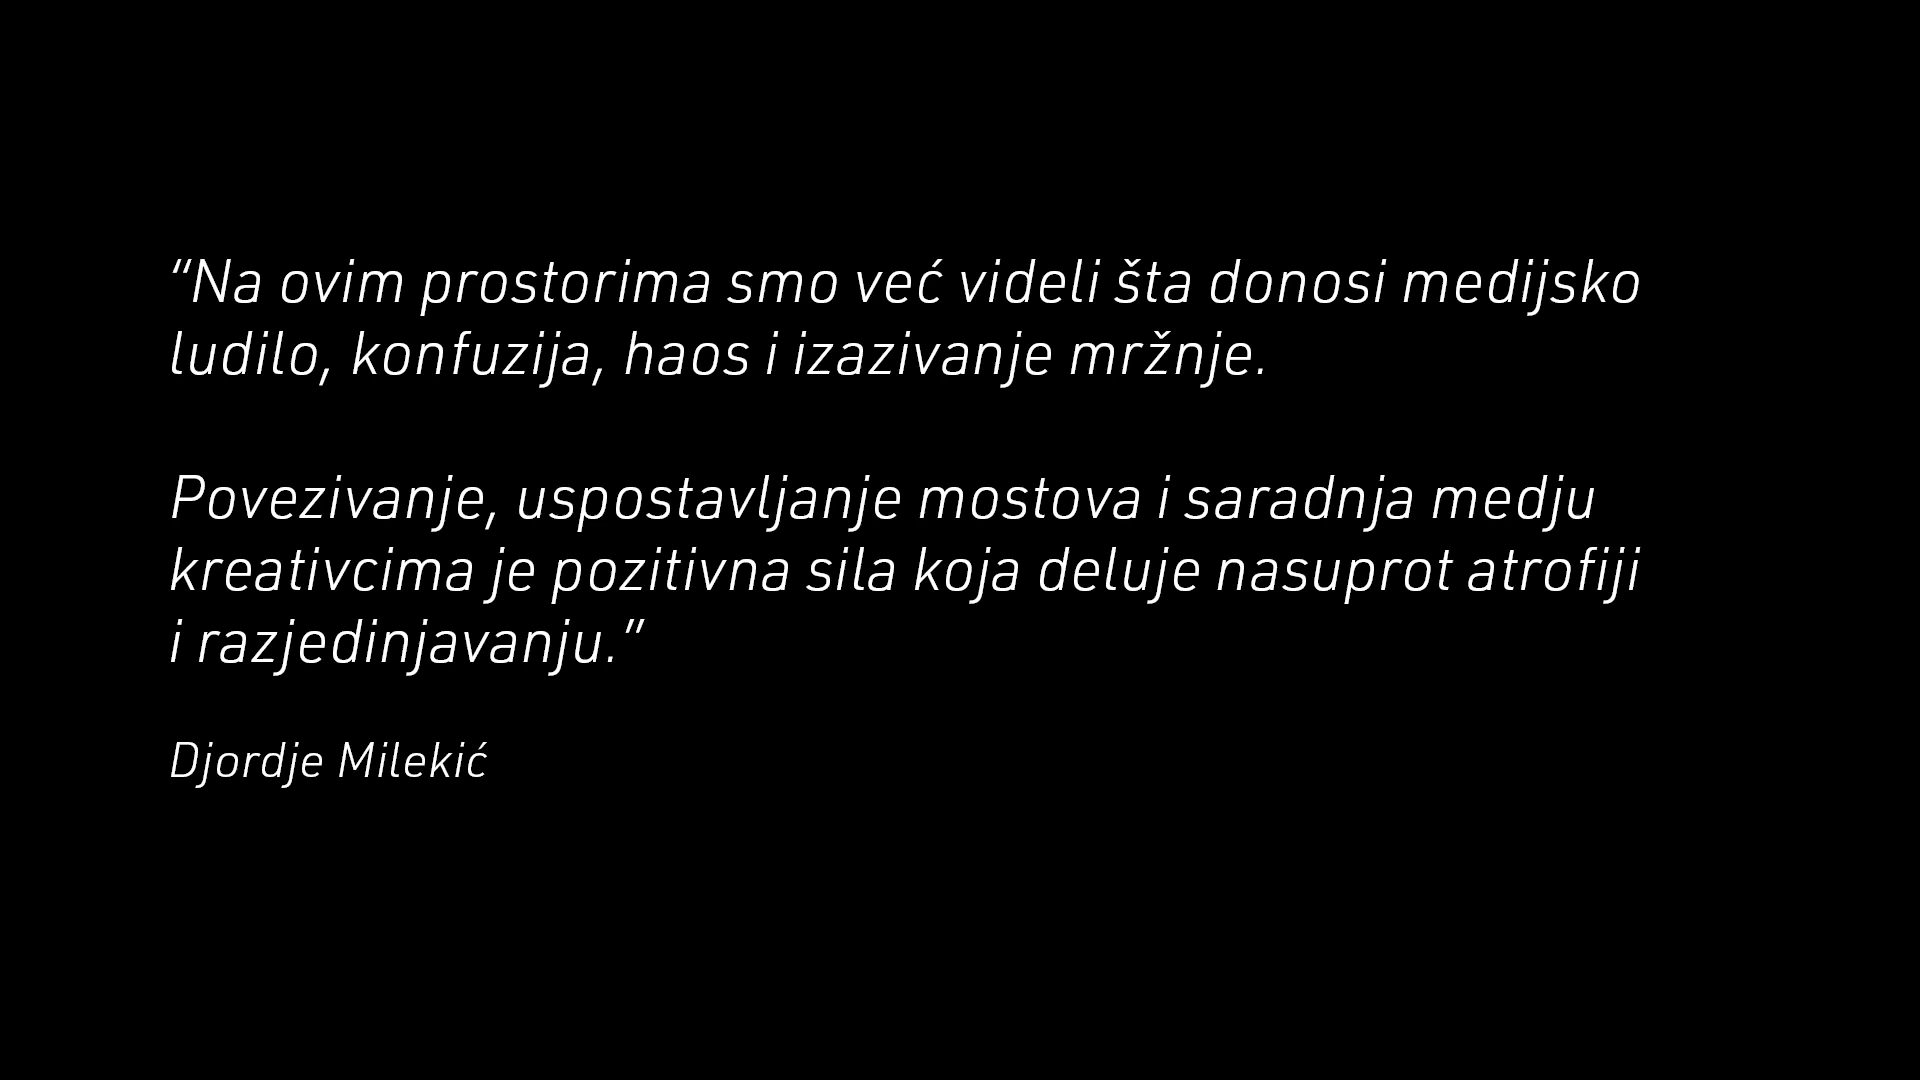 “Na ovim prostorima smo već videli šta donosi medijsko
ludilo, konfuzija, haos i izazivanje mržnje.
Povezivanje, uspostavljanje mostova i saradnja medju
kreativcima je pozitivna sila koja deluje nasuprot atrofiji
i razjedinjavanju.”
Djordje Milekić